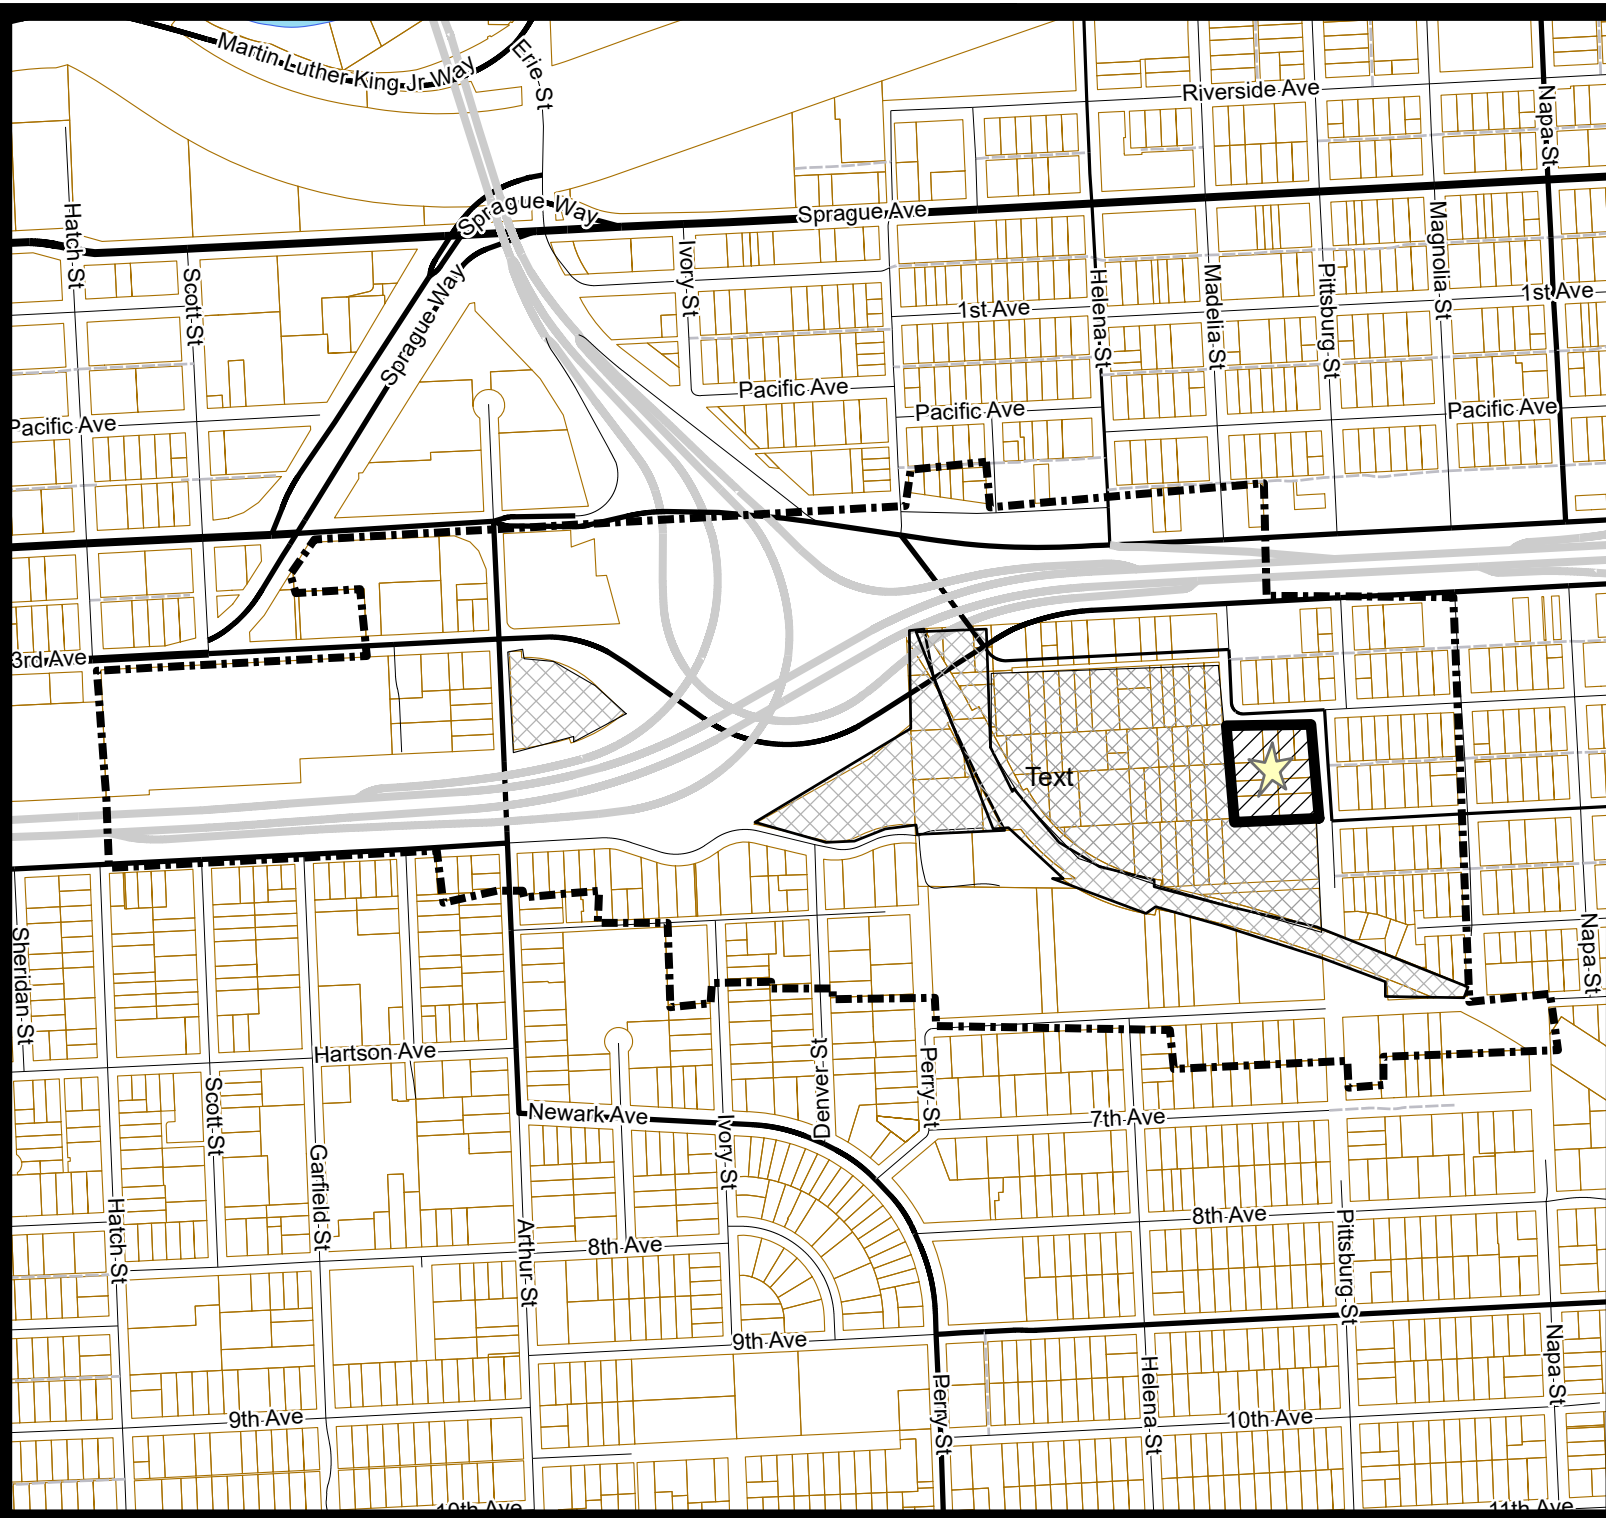 Martin Luther King Jr Way
Erie St
Riverside Ave
Napa St
Sprague Way
Sprague Ave
Hatch St
Magnolia St
Ivory St
Scott St
Sprague Way
Helena St
Madelia St
Pittsburg St
1st Ave
1st Ave
Pacific Ave
Pacific Ave
Pacific Ave
Pacific Ave
3rd Ave
Text
Sheridan St
Napa St
Hartson Ave
Denver St
Perry St
Scott St
Newark Ave
7th Ave
Ivory St
Garfield St
Hatch St
8th Ave
8th Ave
Arthur St
Pittsburg St
9th Ave
Napa St
Helena St
Perry St
9th Ave
10th Ave
10th Ave
11th Ave